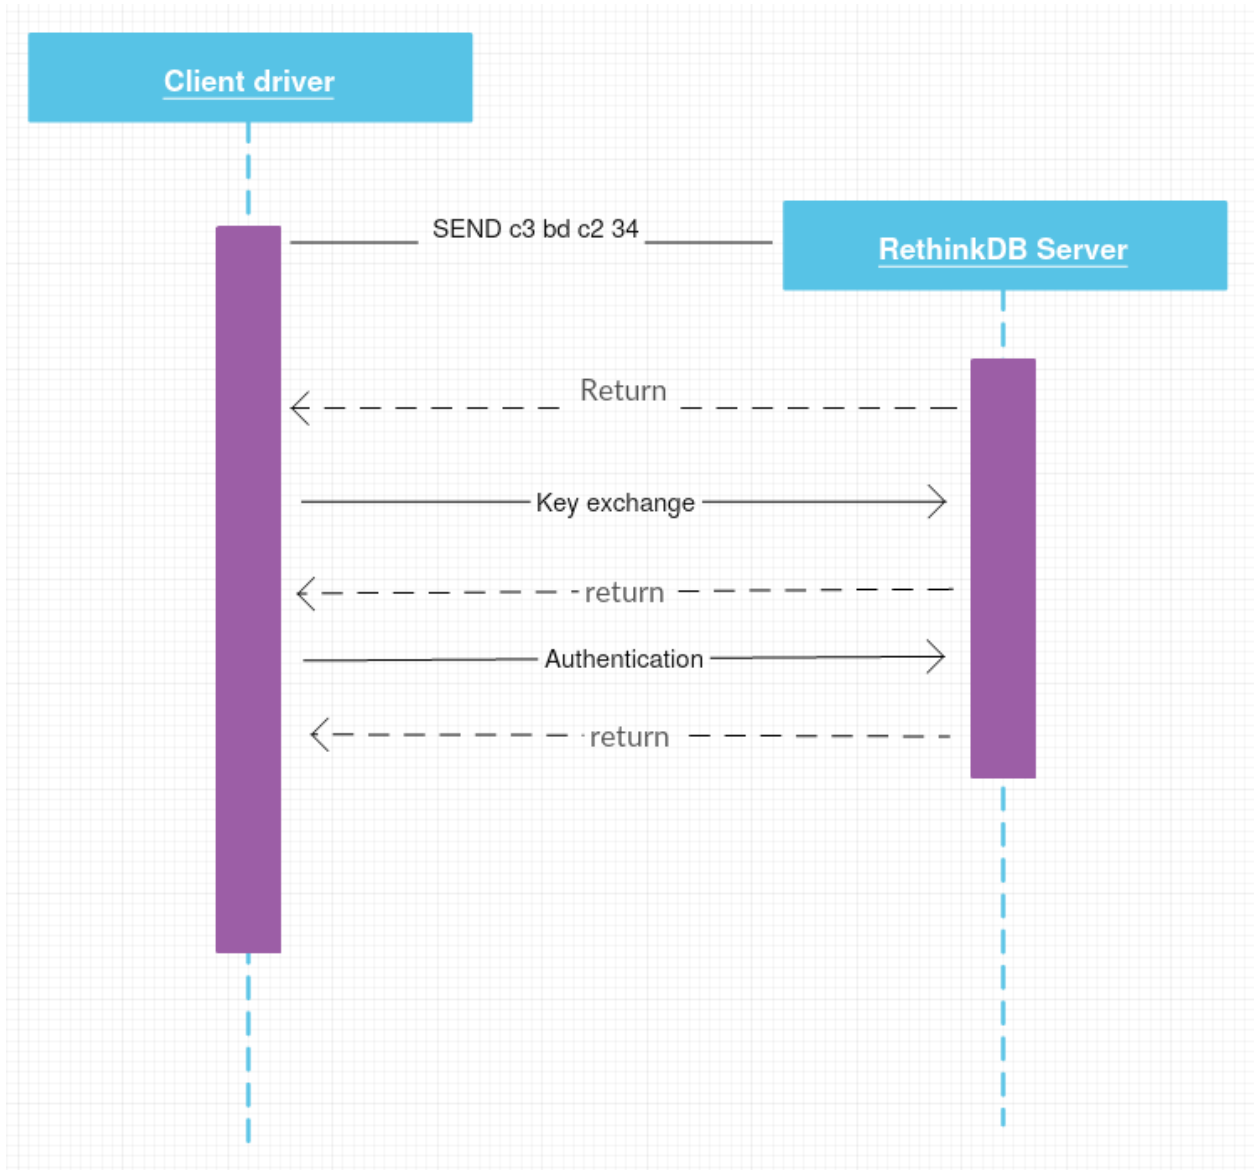 Client driver
SEND c3 bd c2 34
RethinkDB Server
Return
Key exchange
return
Authentication
return